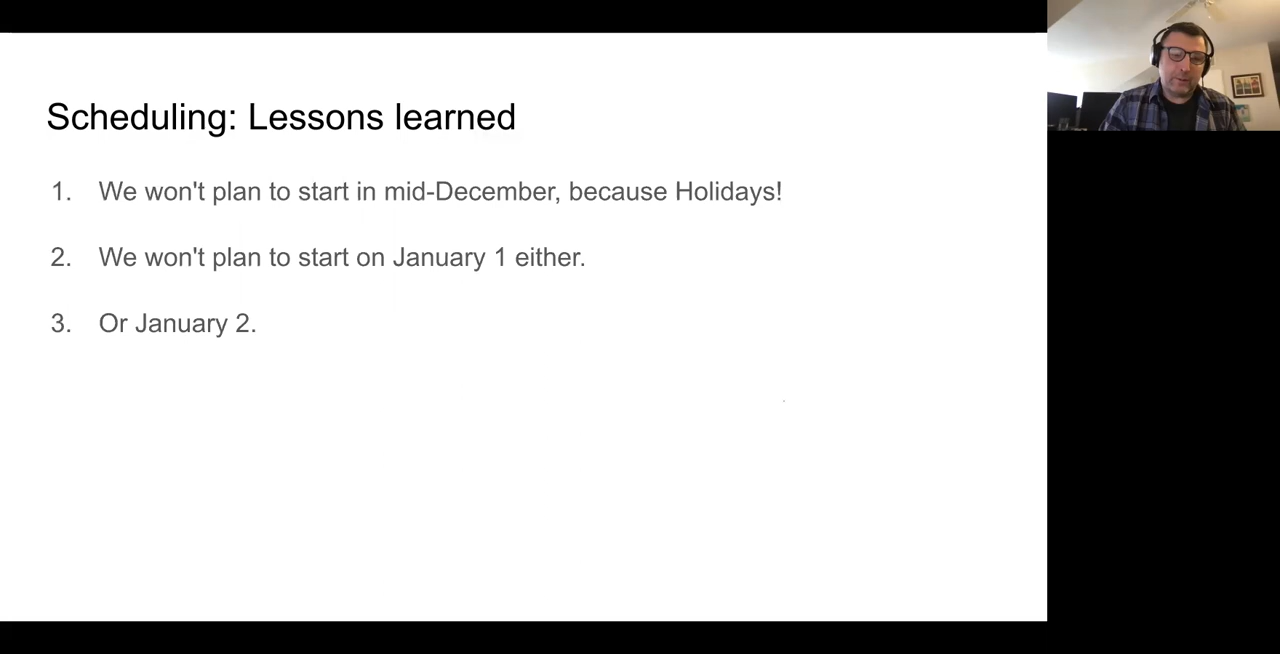 Scheduling: Lessons learned
1. We won't plan to start in mid-December, because Holidays!
2. We won't plan to start on January 1 either.
3. Or January 2.